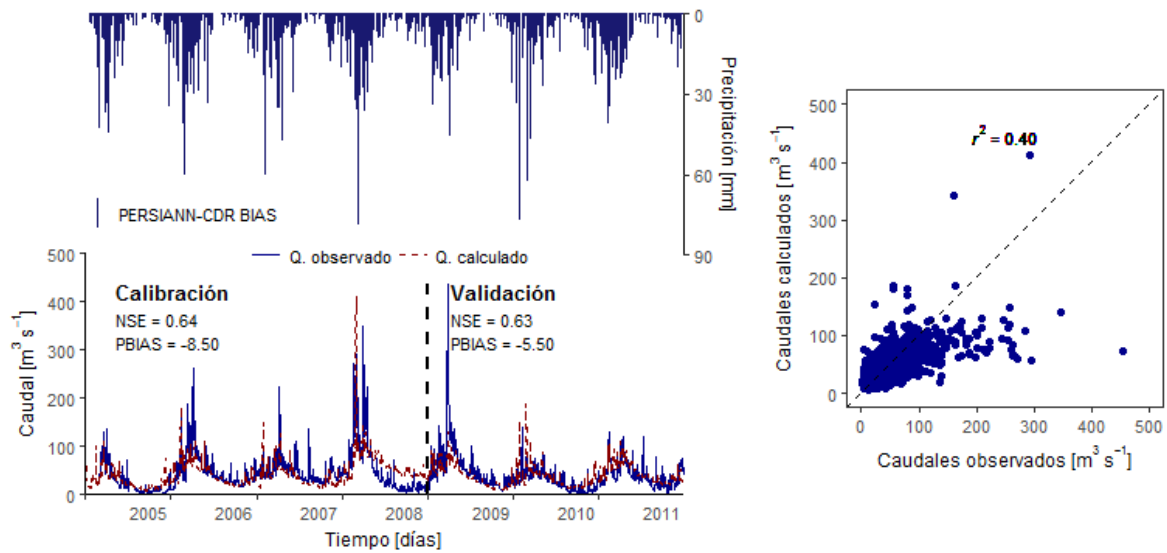 0
30
60
90
Precipitación [mm]
PERSIANN-CDR BIAS
Q. observado Q. calculado
Calibración
NSE = 0.64
PBIAS = -8.50
Validación
NSE = 0.63
PBIAS = -5.50
500
400
300
200
100
0
Caudal [m³ s⁻¹]
2005 2006 2007 2008 2009 2010 2011
Tiempo [días]
r² = 0.40
500
400
300
200
100
0
Caudales calculados [m³ s⁻¹]
0 100 200 300 400 500
Caudales observados [m³ s⁻¹]